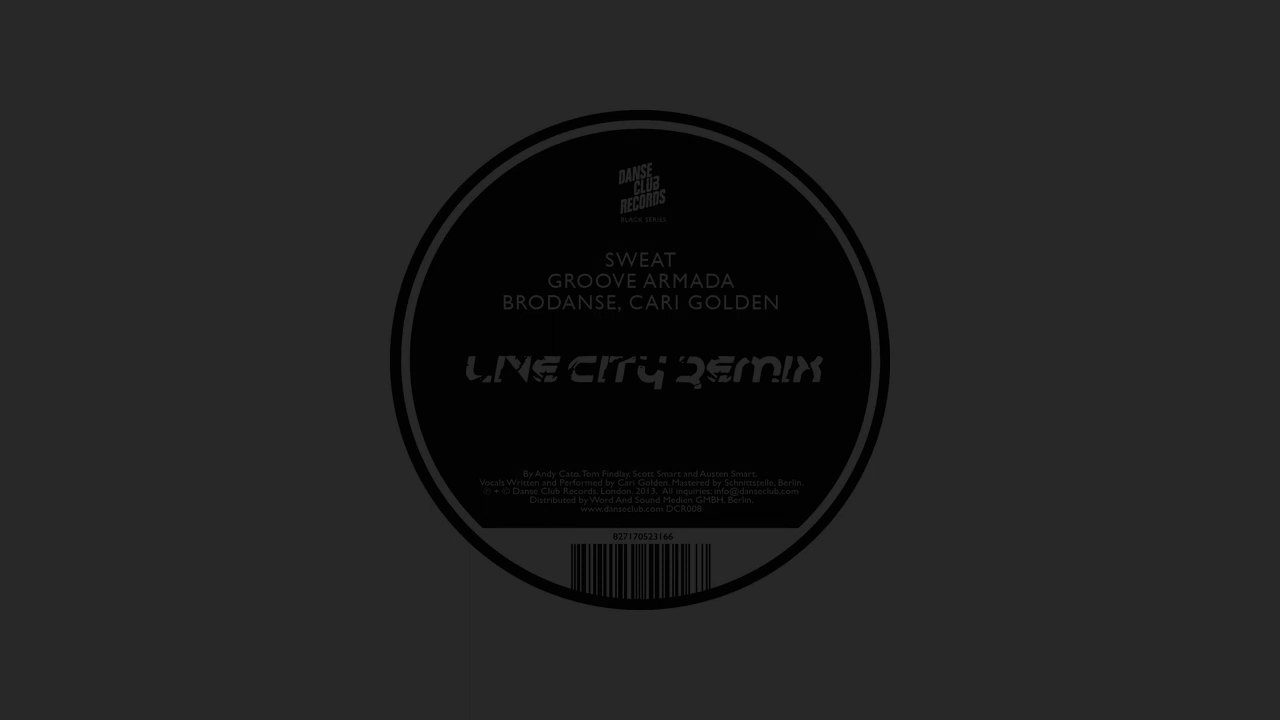 DANSE
CLUB
RECORDS
BLACK SERIES
SWEAT
GROOVE ARMADA
BRODANSE, CARI GOLDEN
LIVE CITY REMIX
By Andy Cato, Tom Findlay, Scott Smart and Austen Smart.
Vocals Written and Performed by Cari Golden. Mastered by Schnittstelle, Berlin.
℗ + © Danse Club Records, London, 2013. All inquiries: info@danseclub.com
Distributed by Word And Sound Medien GMBH, Berlin.
www.danseclub.com DCR008
827170523166